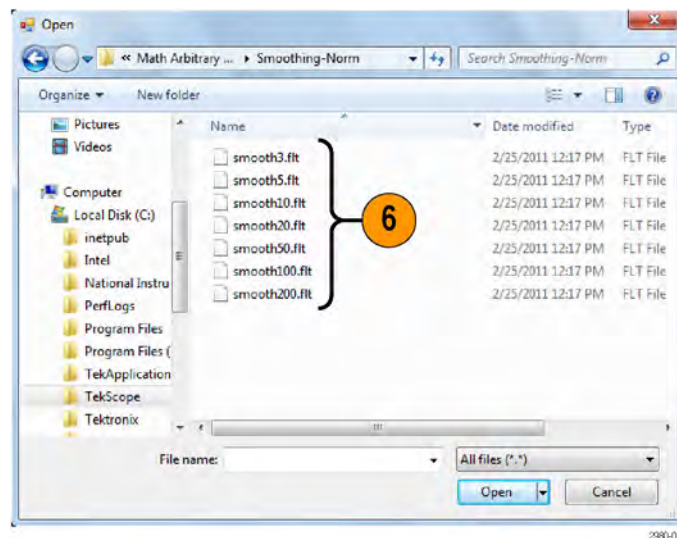 Open
« Math Arbitrary ... ▸ Smoothing-Norm
Search Smoothing-Norm
Organize
New folder
Pictures
Videos
Computer
Local Disk (C:)
inetpub
Intel
National Instru
PerfLogs
Program Files
Program Files (
TekApplication
TekScope
Tektronix
Name
Date modified
Type
smooth3.flt 2/25/2011 12:17 PM FLT File
smooth5.flt 2/25/2011 12:17 PM FLT File
smooth10.flt 2/25/2011 12:17 PM FLT File
smooth20.flt 2/25/2011 12:17 PM FLT File
smooth50.flt 2/25/2011 12:17 PM FLT File
smooth100.flt 2/25/2011 12:17 PM FLT File
smooth200.flt 2/25/2011 12:17 PM FLT File
6
File name:
All files (*.*)
Open
Cancel